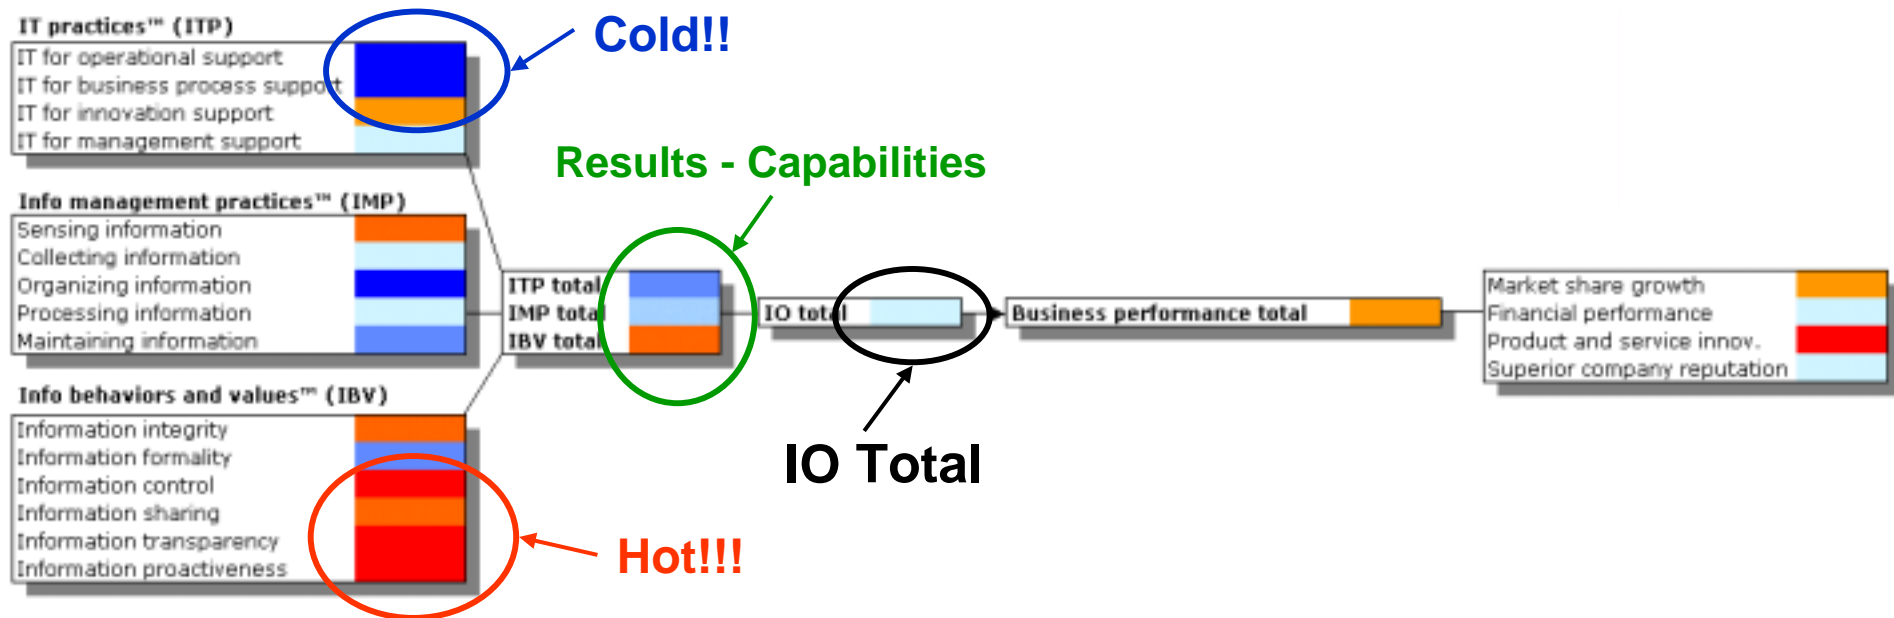 IT practices™ (ITP)
IT for operational support
IT for business process support
IT for innovation support
IT for management support
Cold!!
Results - Capabilities
Info management practices™ (IMP)
Sensing information
Collecting information
Organizing information
Processing information
Maintaining information
ITP total
IMP total
IBV total
IO total
Business performance total
Market share growth
Financial performance
Product and service innov.
Superior company reputation
Info behaviors and values™ (IBV)
Information integrity
Information formality
Information control
Information sharing
Information transparency
Information proactiveness
IO Total
Hot!!!